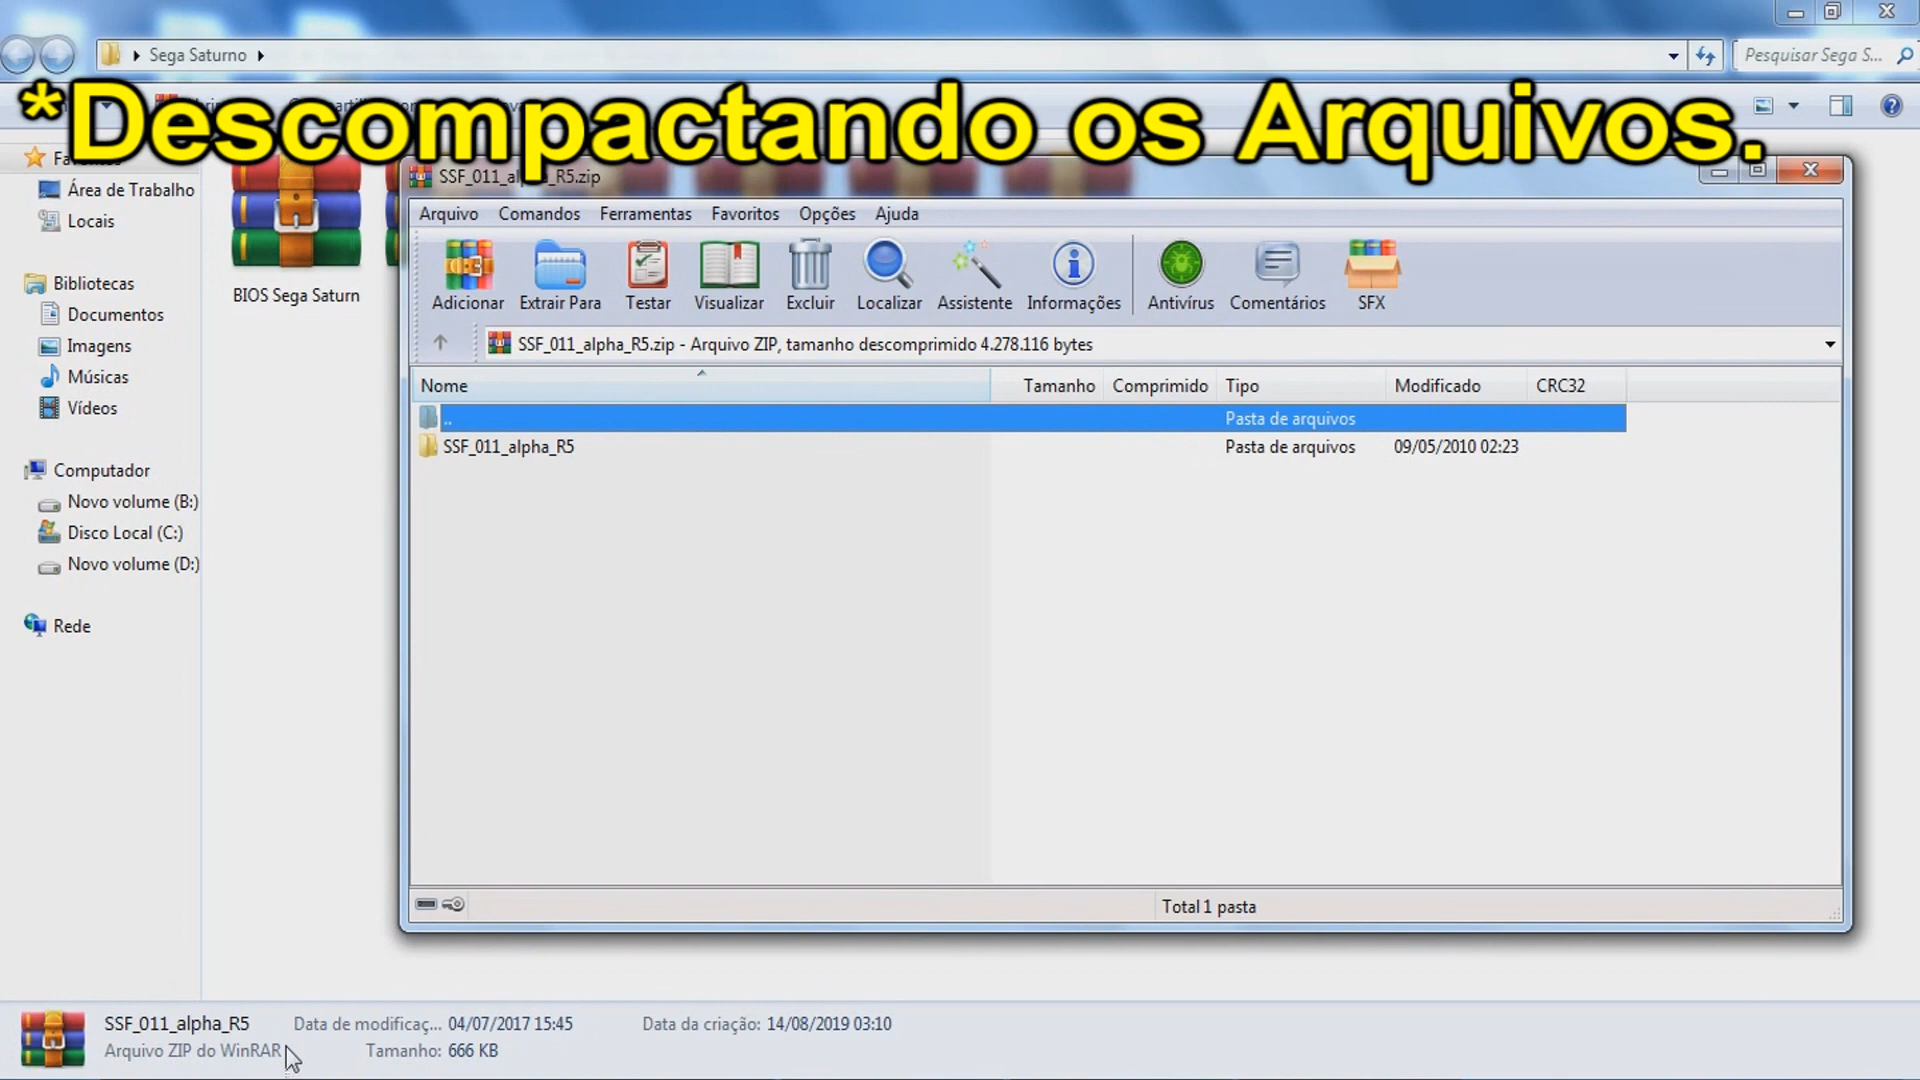 Sega Saturno
Pesquisar Sega S...
*Descompactando os Arquivos.
Área de Trabalho
Locais
Bibliotecas
Documentos
Imagens
Músicas
Vídeos
Computador
Novo volume (B:)
Disco Local (C:)
Novo volume (D:)
Rede
BIOS Sega Saturn
SSF_011_alpha_R5.zip
Arquivo Comandos Ferramentas Favoritos Opções Ajuda
Adicionar Extrair Para Testar Visualizar Excluir Localizar Assistente Informações Antivírus Comentários SFX
SSF_011_alpha_R5.zip - Arquivo ZIP, tamanho descomprimido 4.278.116 bytes
Nome Tamanho Comprimido Tipo Modificado CRC32
.. Pasta de arquivos
SSF_011_alpha_R5 Pasta de arquivos 09/05/2010 02:23
Total 1 pasta
SSF_011_alpha_R5 Data de modificaç... 04/07/2017 15:45 Data da criação: 14/08/2019 03:10
Arquivo ZIP do WinRAR Tamanho: 666 KB